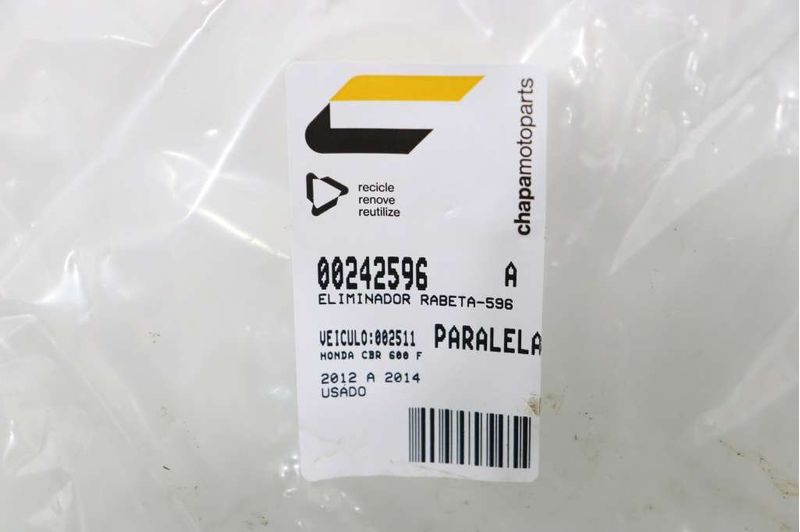 chapamotoparts
recicle
renove
reutilize
00242596 A
ELIMINADOR RABETA-596
VEICULO:002511 PARALELA
HONDA CBR 600 F
2012 A 2014
USADO